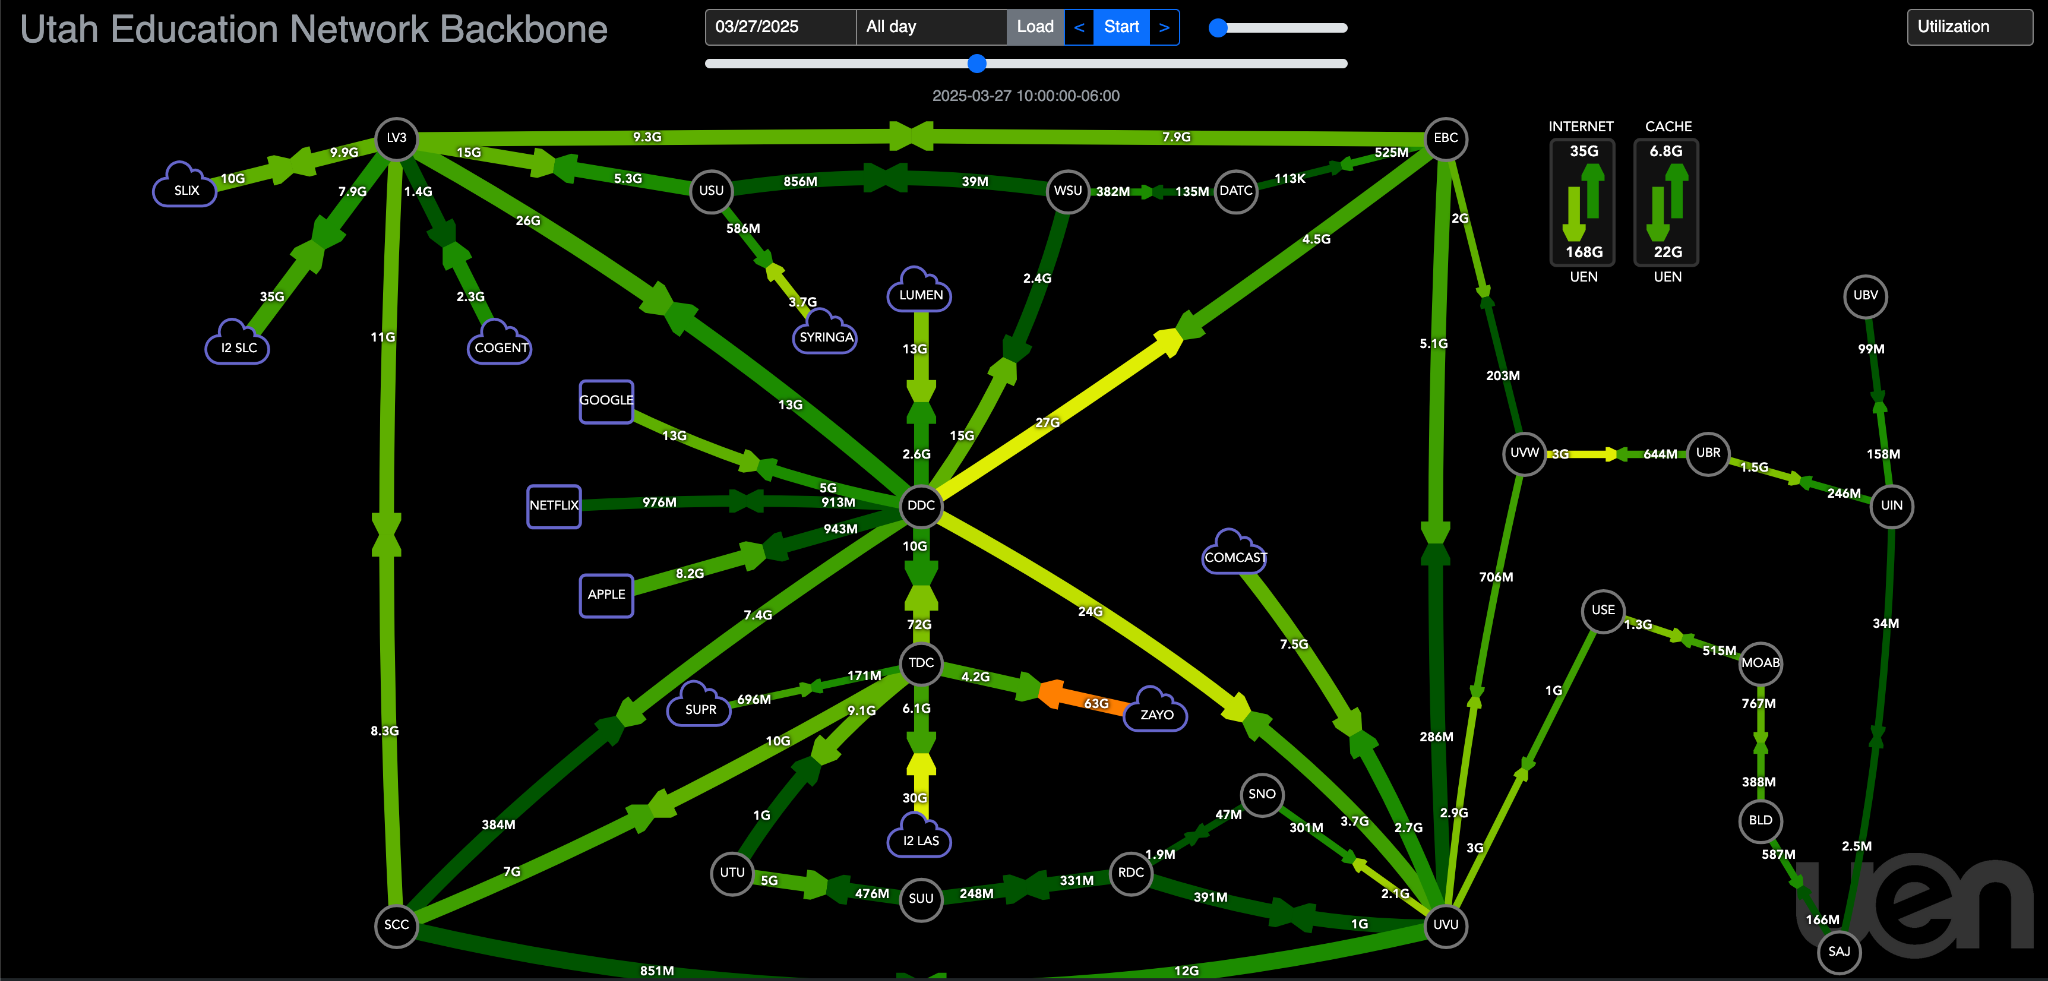 Utah Education Network Backbone
03/27/2025
All day
Load
<
Start
>
Utilization
2025-03-27 10:00:00-06:00
LV3
9.3G
7.9G
EBC
INTERNET
CACHE
35G
6.8G
168G
22G
UEN
UEN
9.9G
15G
525M
SLIX
10G
7.9G
1.4G
5.3G
USU
856M
39M
WSU
382M
135M
DATC
113K
26G
586M
2G
4.5G
2.4G
35G
2.3G
LUMEN
3.7G
UBV
I2 SLC
COGENT
SYRINGA
11G
13G
5.1G
99M
203M
GOOGLE
13G
13G
27G
15G
2.6G
UVW
3G
644M
UBR
1.5G
158M
5G
246M
NETFLIX
976M
913M
DDC
UIN
943M
10G
COMCAST
8.2G
706M
APPLE
7.4G
24G
USE
72G
1.3G
34M
7.5G
515M
TDC
MOAB
171M
4.2G
1G
SUPR
696M
9.1G
6.1G
63G
ZAYO
767M
8.3G
10G
286M
388M
30G
SNO
384M
1G
47M
301M
3.7G
2.7G
2.9G
BLD
I2 LAS
1.9M
3G
587M
2.5M
7G
UTU
5G
476M
SUU
248M
331M
RDC
391M
2.1G
uen
SCC
1G
UVU
166M
SAJ
851M
12G